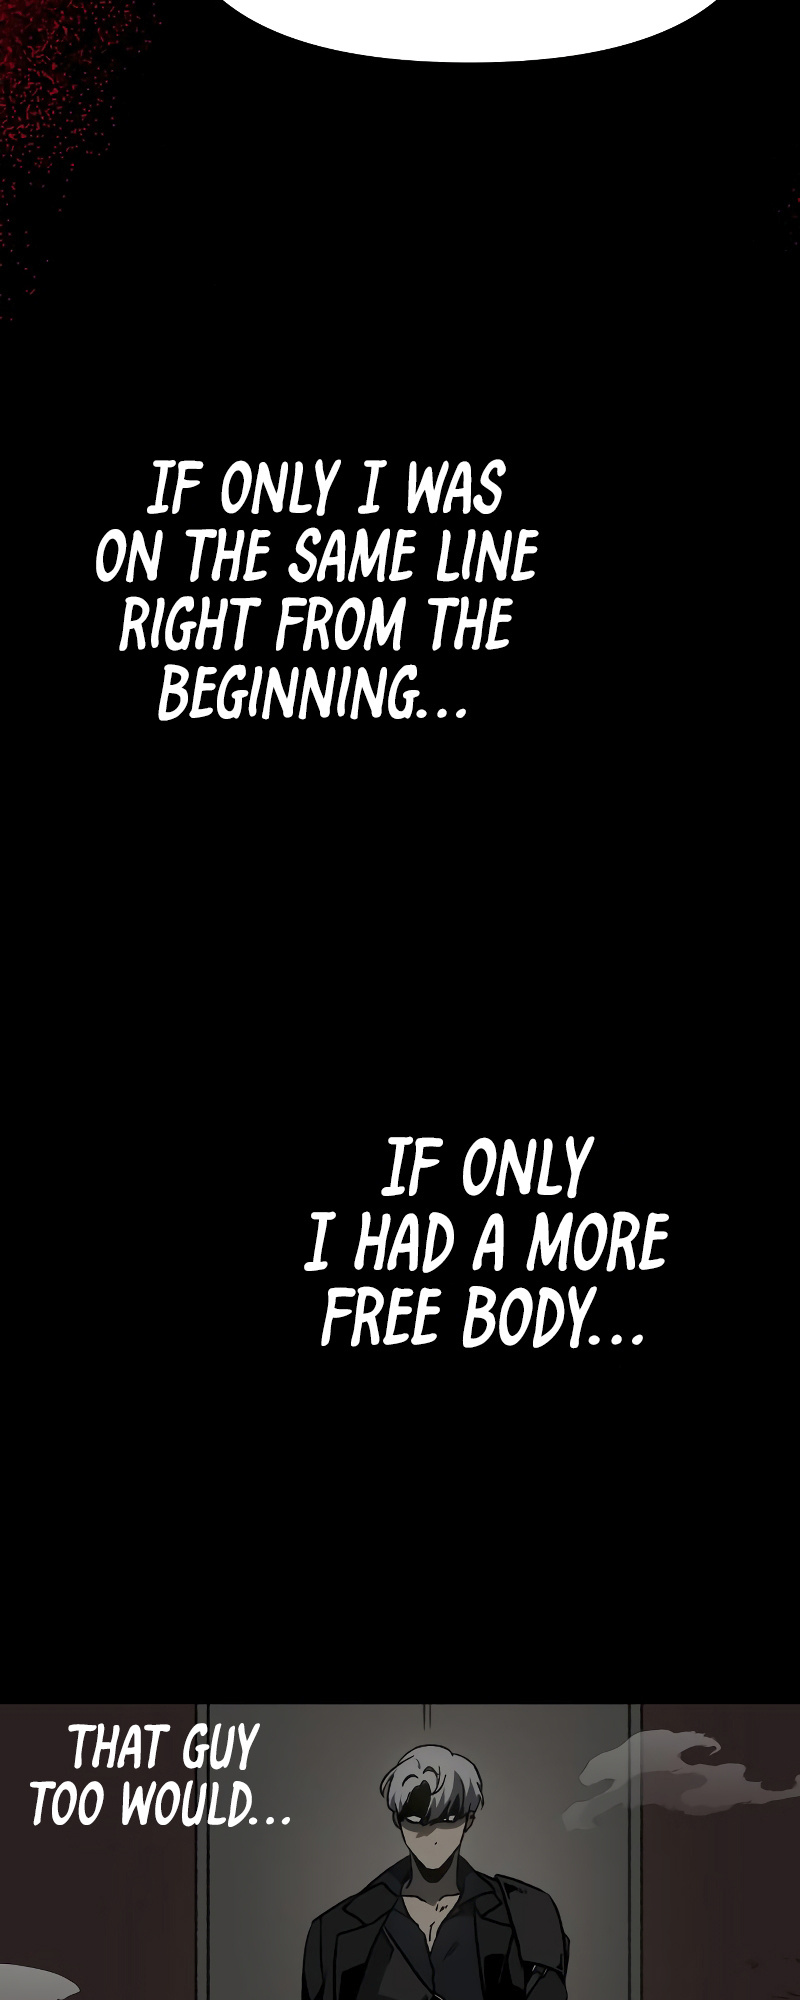 IF ONLY I WAS
ON THE SAME LINE
RIGHT FROM THE
BEGINNING...
IF ONLY
I HAD A MORE
FREE BODY...
THAT GUY
TOO WOULD...